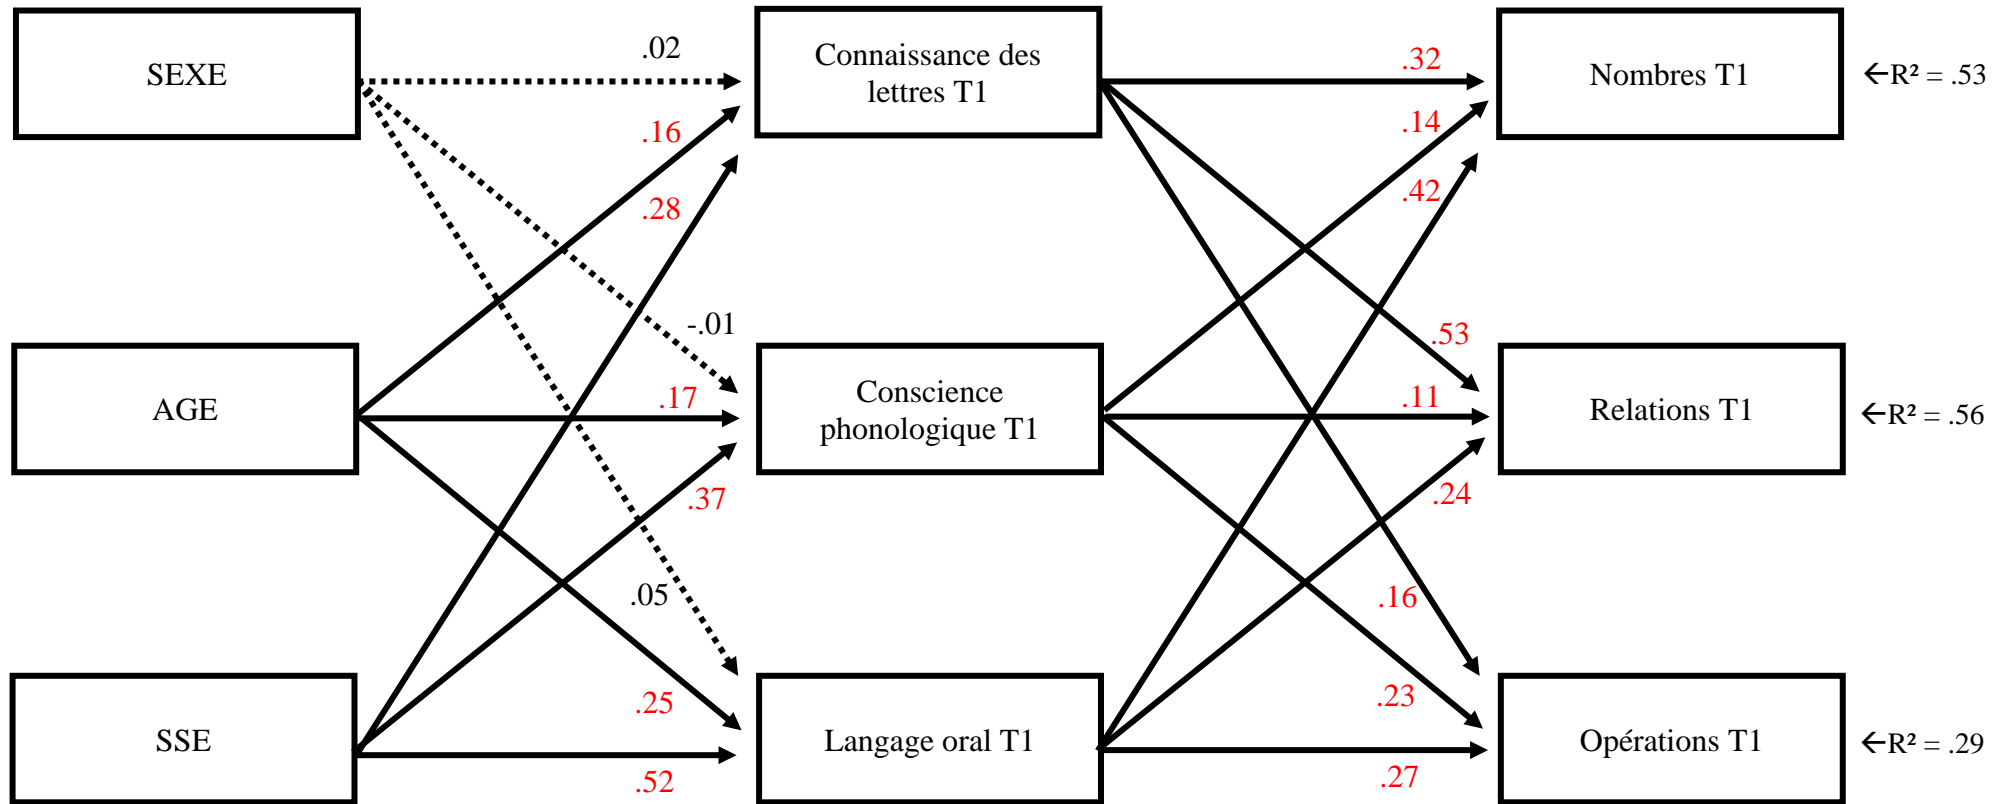 SEXE
.02
Connaissance des
lettres T1
.32
Nombres T1
←R² = .53
.16
.14
.28
.42
-.01
.53
AGE
.17
Conscience
phonologique T1
.11
Relations T1
←R² = .56
.37
.24
.05
.16
.25
.23
SSE
Langage oral T1
Opérations T1
←R² = .29
.52
.27